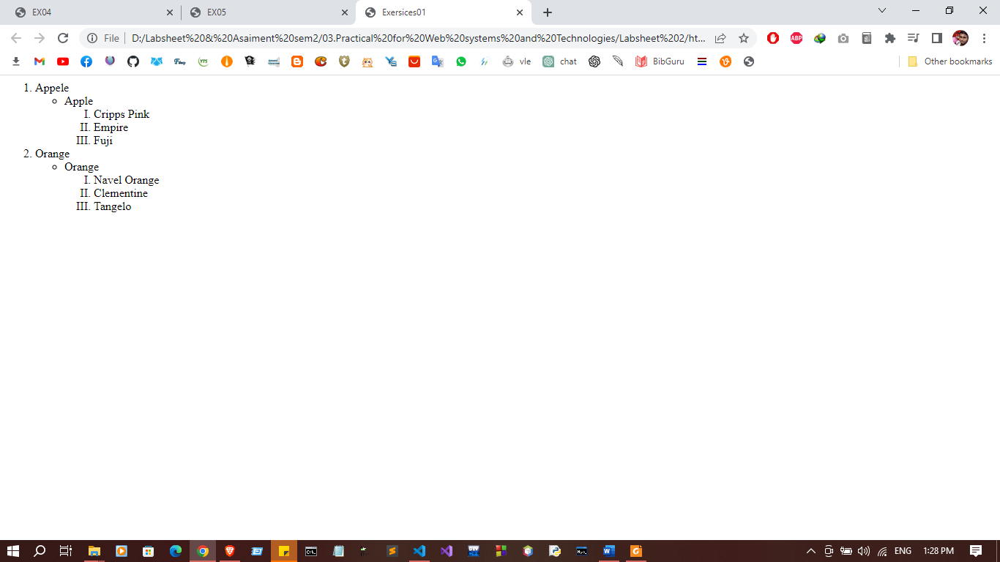 EX04
EX05
Exersices01
File | D:/Labsheet%20&%20Asaiment%20sem2/03.Practical%20for%20Web%20systems%20and%20Technologies/Labsheet%202/ht...
ABP
vle
chat
BibGuru
Other bookmarks
1. Appele
Apple
I. Cripps Pink
II. Empire
III. Fuji
2. Orange
Orange
I. Navel Orange
II. Clementine
III. Tangelo
ENG
1:28 PM